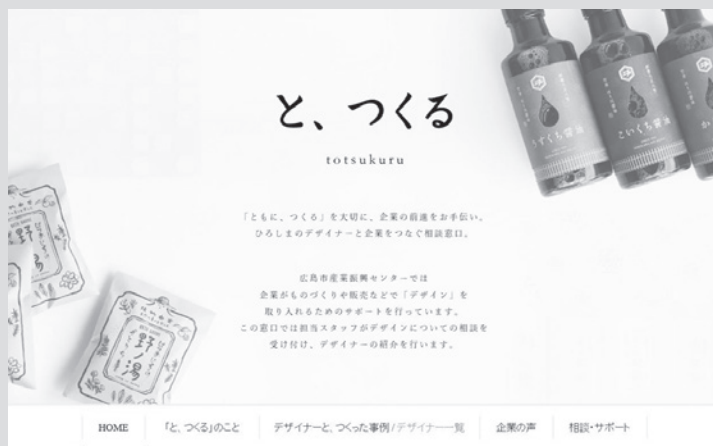 と、つくる
totsukuru
「ともに、つくる」を大切に、企業の前進をお手伝い。
ひろしまのデザイナーと企業をつなぐ相談窓口。
広島市産業振興センターでは
企業がものづくりや販売などで「デザイン」を
取り入れるためのサポートを行っています。
この窓口では担当スタッフがデザインについての相談を
受け付け、デザイナーの紹介を行います。
うすくち醤油
こいくち醤油
野ノ湯
HOME
「と、つくる」のこと
デザイナーと、つくった事例 / デザイナー一覧
企業の声
相談・サポート